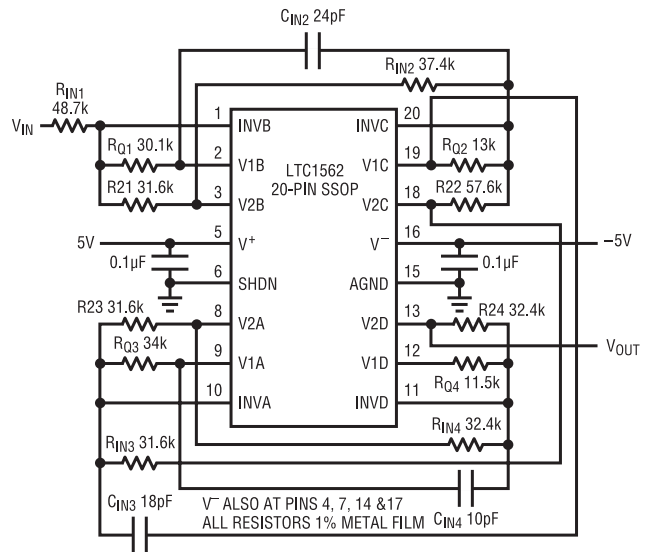 CIN2 24pF
RIN2 37.4k
RIN1
48.7k
VIN
1
INVB
INVC
20
RQ1 30.1k
2
V1B
LTC1562
V1C
19
RQ2 13k
R21 31.6k
3
V2B
20-PIN SSOP
V2C
18
R22 57.6k
5V
5
V+
V–
16
–5V
0.1µF
6
SHDN
AGND
15
0.1µF
R23 31.6k
8
V2A
V2D
13
R24 32.4k
RQ3 34k
9
V1A
V1D
12
VOUT
RQ4 11.5k
10
INVA
INVD
11
RIN3 31.6k
RIN4 32.4k
CIN3 18pF
V– ALSO AT PINS 4, 7, 14 &17
ALL RESISTORS 1% METAL FILM
CIN4 10pF